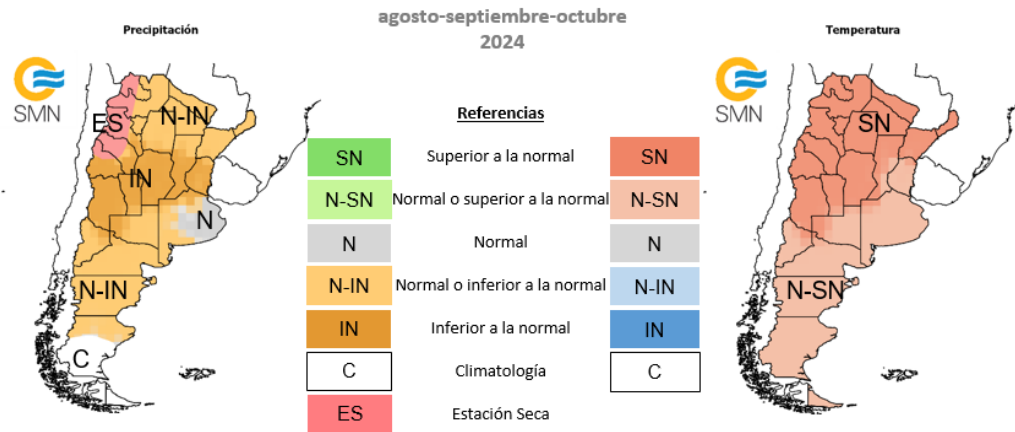 agosto-septiembre-octubre
2024
Precipitación
Temperatura
SMN
SMN
ES
N-IN
IN
N
N-IN
C
Referencias
SN Superior a la normal SN
N-SN Normal o superior a la normal N-SN
N Normal N
N-IN Normal o inferior a la normal N-IN
IN Inferior a la normal IN
C Climatología C
ES Estación Seca
SN
N-SN